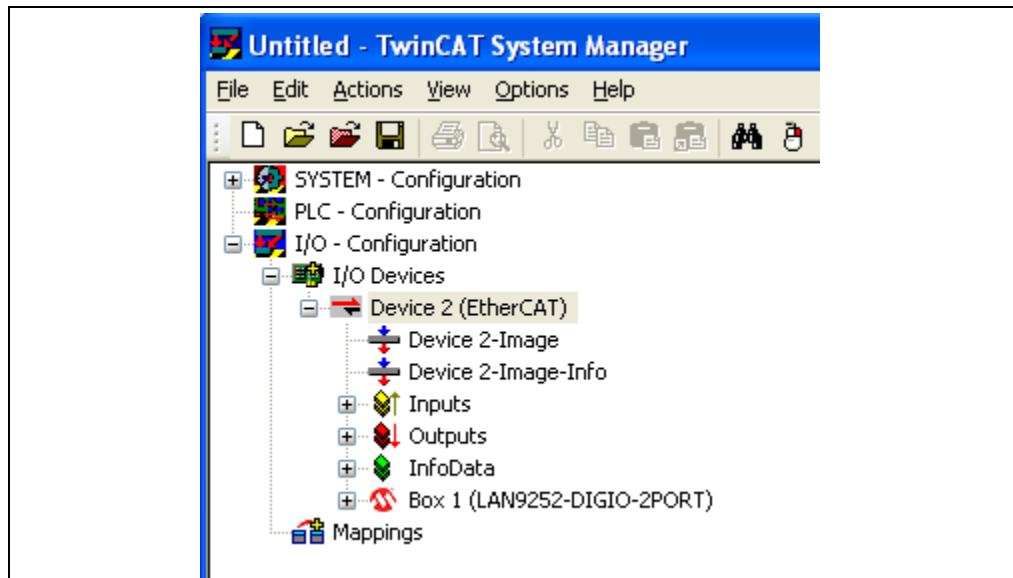 Untitled - TwinCAT System Manager
File Edit Actions View Options Help
SYSTEM - Configuration
PLC - Configuration
I/O - Configuration
I/O Devices
Device 2 (EtherCAT)
Device 2-Image
Device 2-Image-Info
Inputs
Outputs
InfoData
Box 1 (LAN9252-DIGIO-2PORT)
Mappings